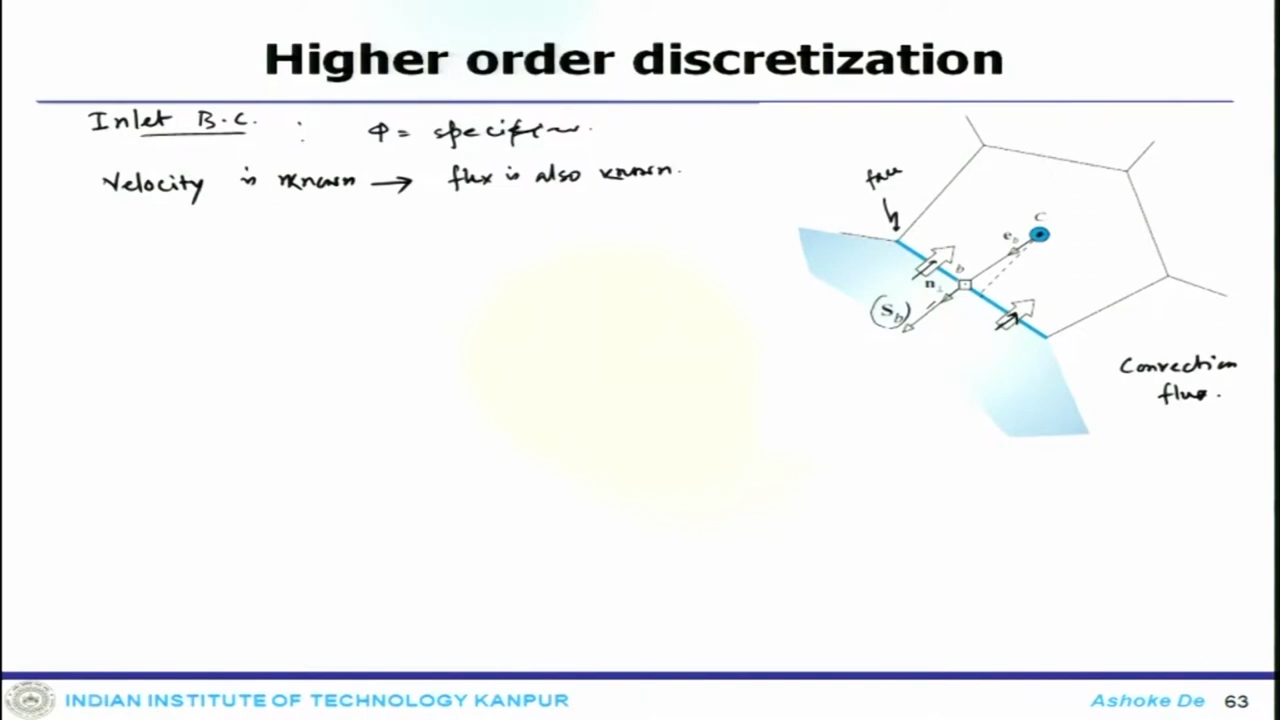 Higher order discretization
Inlet B.C. : Φ = specified.
Velocity is known → flux is also known.
face
C
e_b
b
n
S_b
Convection
flux.
INDIAN INSTITUTE OF TECHNOLOGY KANPUR
Ashoke De 63